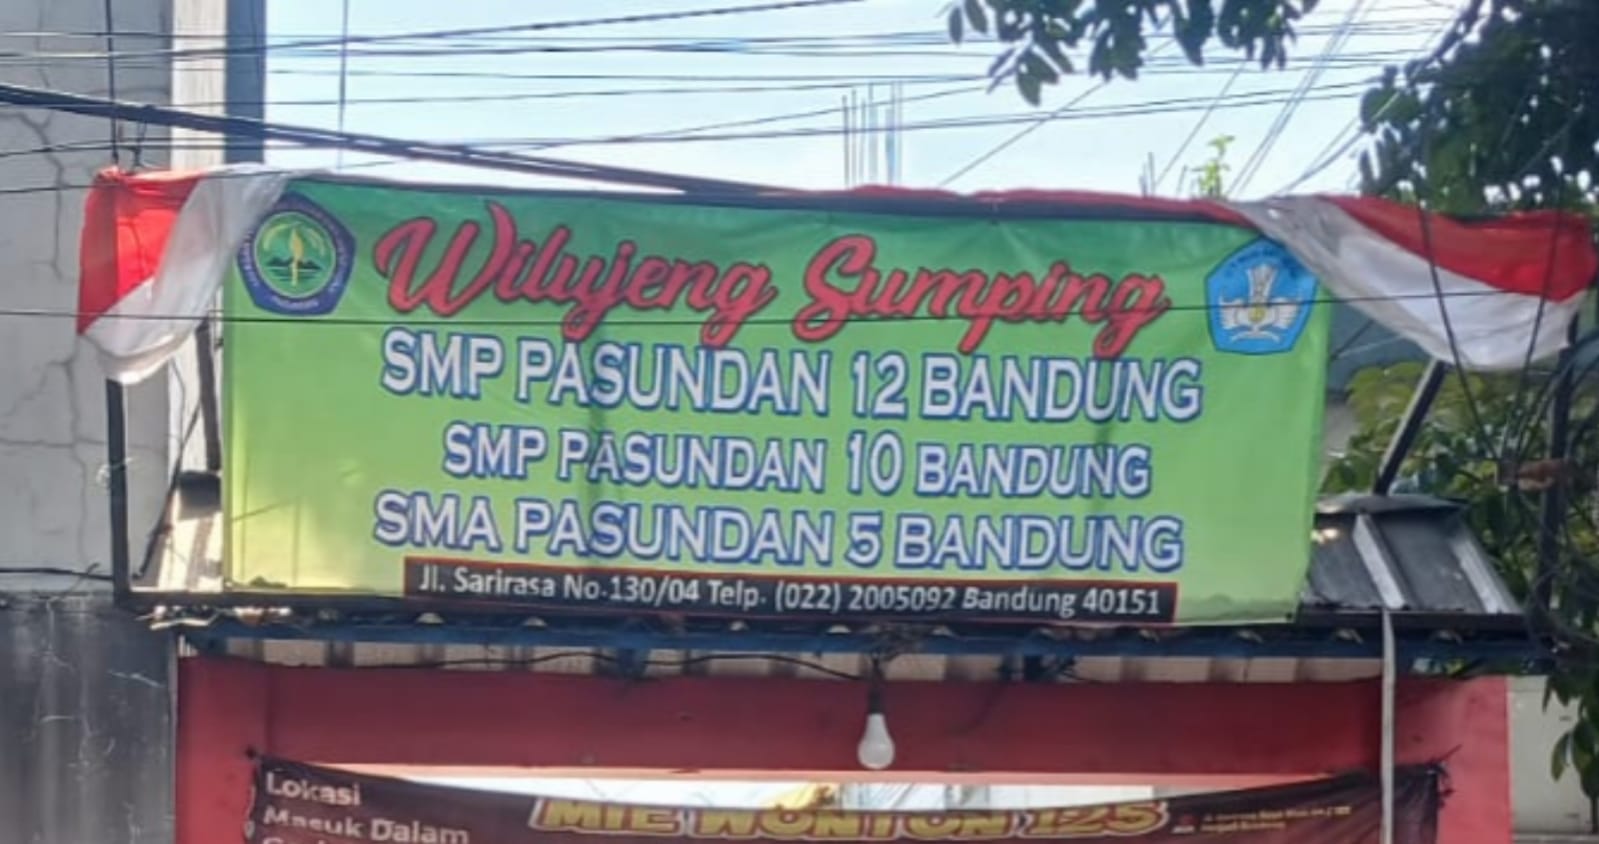 Wilujeng Sumping
SMP PASUNDAN 12 BANDUNG
SMP PASUNDAN 10 BANDUNG
SMA PASUNDAN 5 BANDUNG
Jl. Sarirasa No.130/04 Telp. (022) 2005092 Bandung 40151
Lokasi
Masuk Dalam
MIE WONTON 125